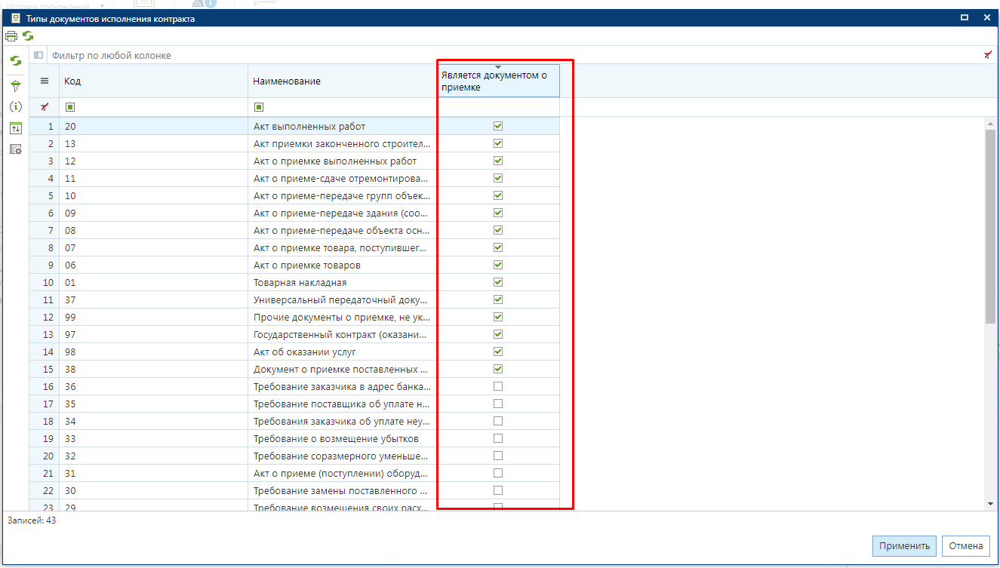 История прохождения
Типы документов исполнения контракта
Фильтр по любой колонке
Код Наименование Является документом о
приемке
1 20 Акт выполненных работ
2 13 Акт приемки законченного строител...
3 12 Акт о приемке выполненных работ
4 11 Акт о приеме-сдаче отремонтирова...
5 10 Акт о приеме-передаче групп объек...
6 09 Акт о приеме-передаче здания (соо...
7 08 Акт о приеме-передаче объекта осн...
8 07 Акт о приемке товара, поступившег...
9 06 Акт о приемке товаров
10 01 Товарная накладная
11 37 Универсальный передаточный доку...
12 99 Прочие документы о приемке, не ук...
13 97 Государственный контракт (оказани...
14 98 Акт об оказании услуг
15 38 Документ о приемке поставленных ...
16 36 Требование заказчика в адрес банка...
17 35 Требование поставщика об уплате н...
18 34 Требования заказчика об уплате неу...
19 33 Требование о возмещение убытков
20 32 Требование соразмерного уменьше...
21 31 Акт о приеме (поступлении) оборуд...
22 30 Требование замены поставленного ...
23 29 Требование возмещения своих расх...
Записей: 43
Применить Отмена